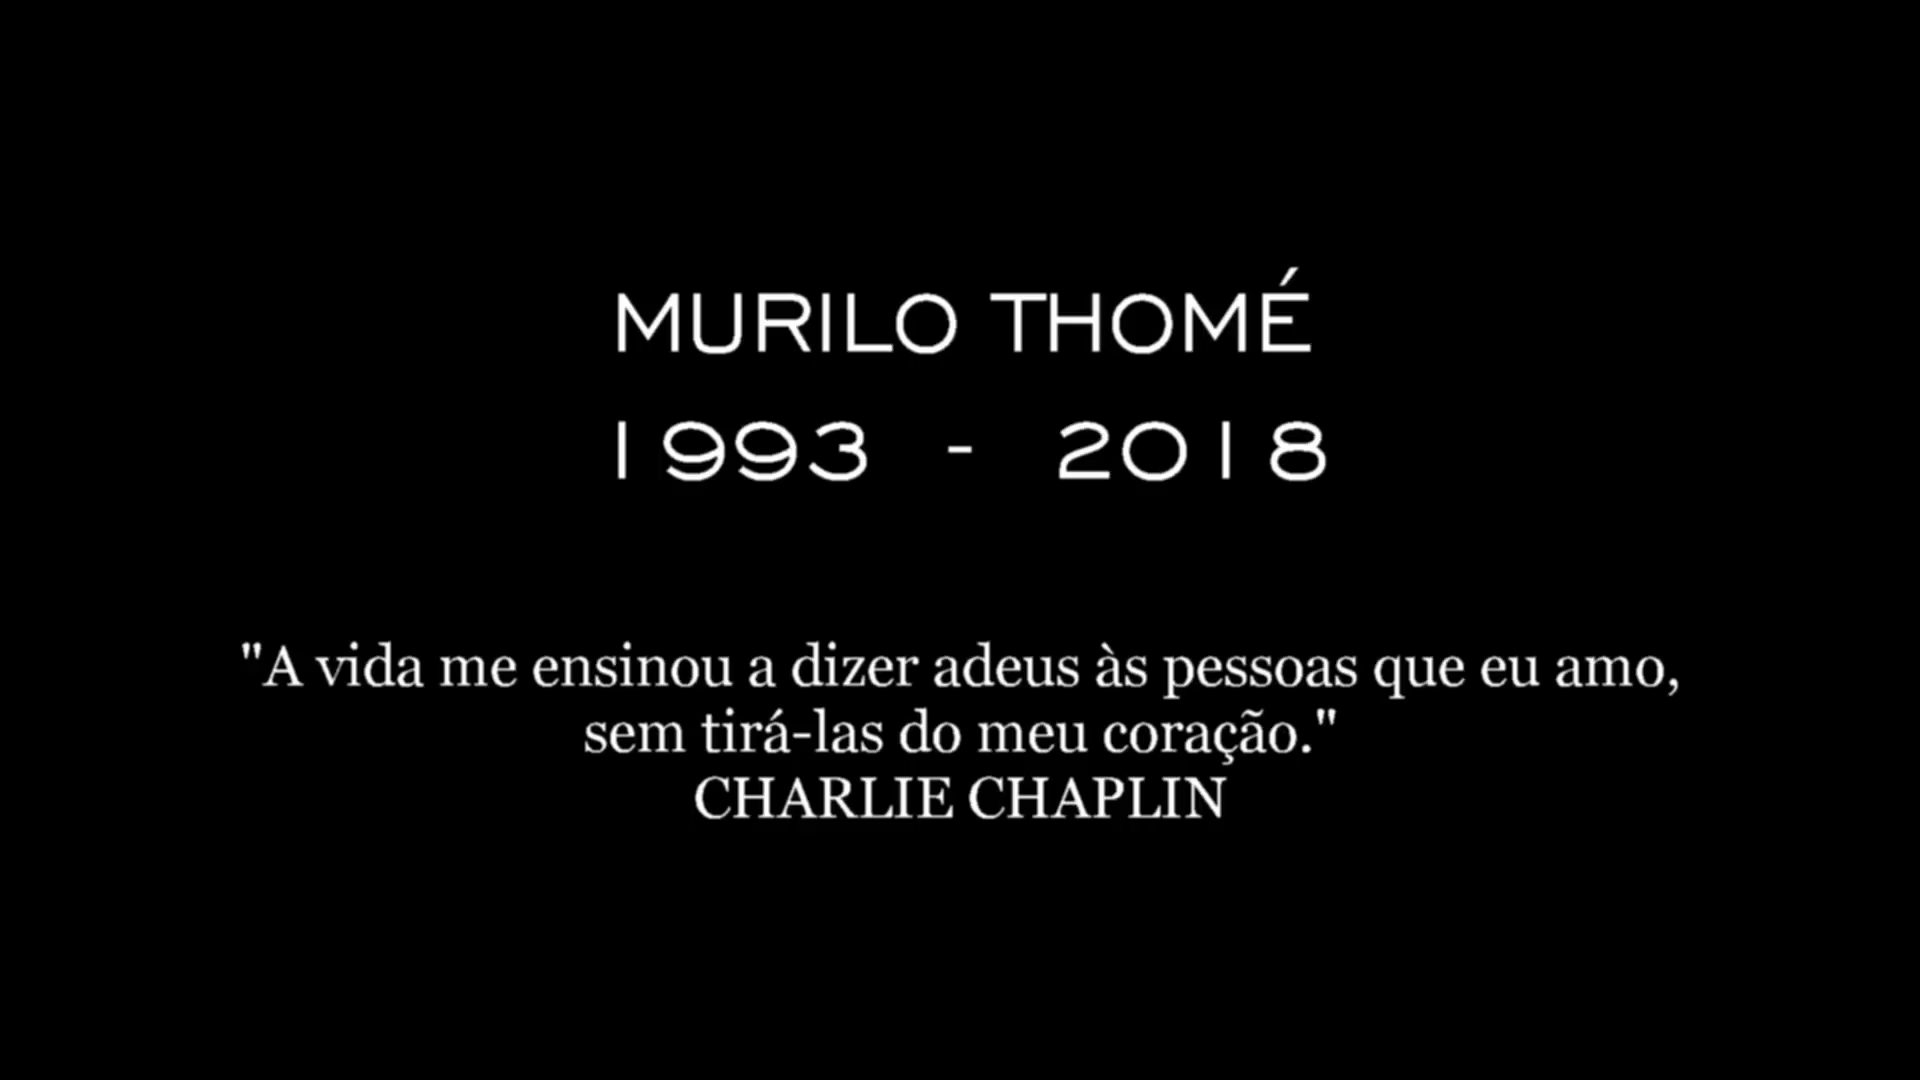 MURILO THOMÉ
1993 - 2018
"A vida me ensinou a dizer adeus às pessoas que eu amo,
sem tirá-las do meu coração."
CHARLIE CHAPLIN